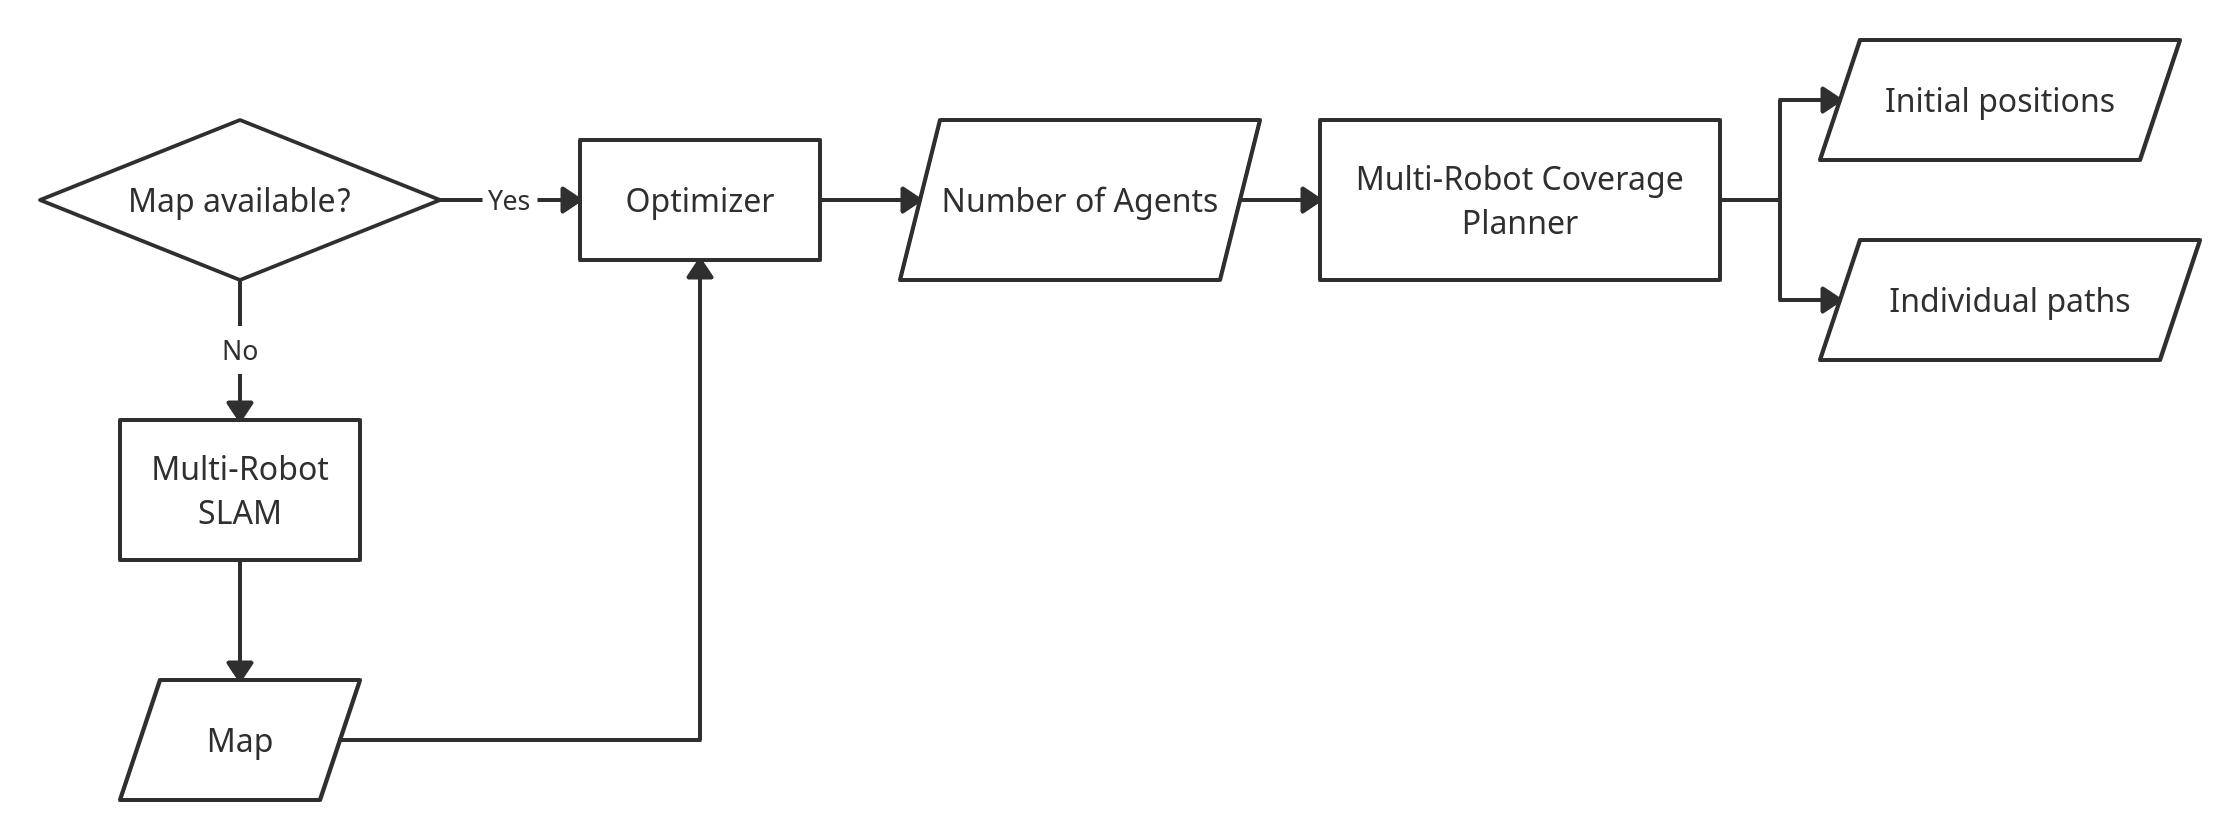 Map available?
Yes
Optimizer
Number of Agents
Multi-Robot Coverage
Planner
Initial positions
Individual paths
No
Multi-Robot
SLAM
Map